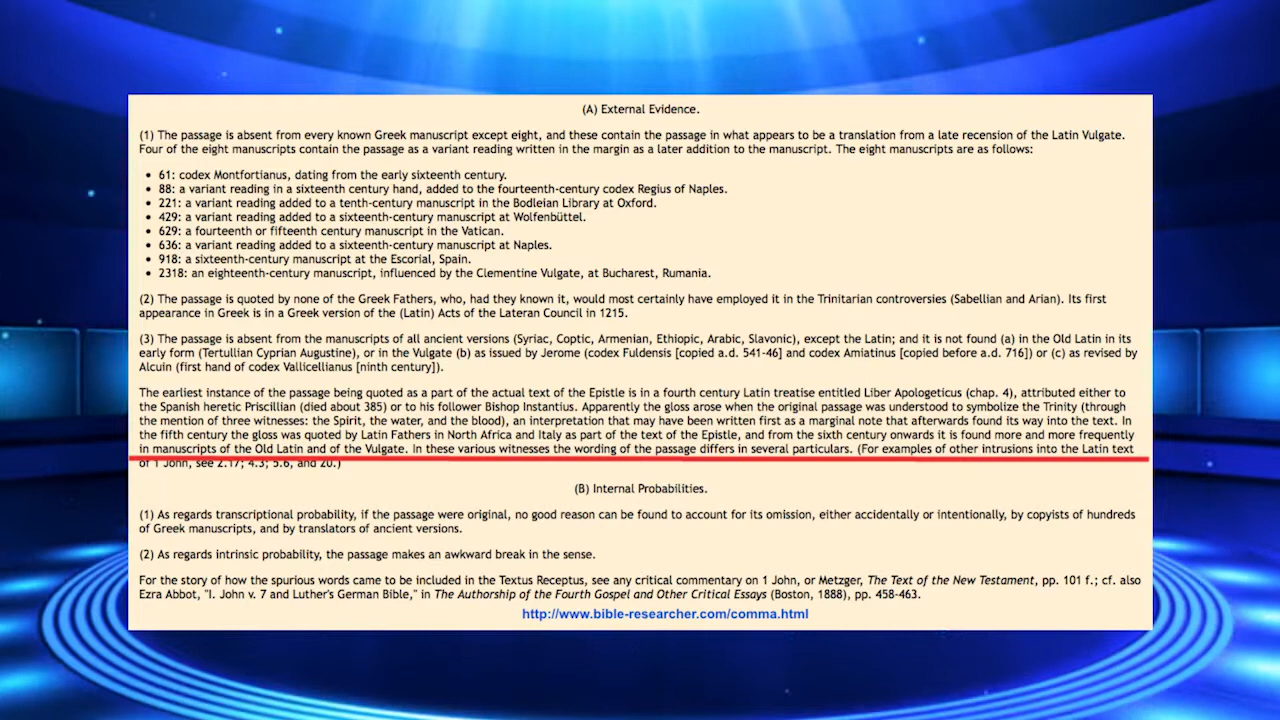 (A) External Evidence.
(1) The passage is absent from every known Greek manuscript except eight, and these contain the passage in what appears to be a translation from a late recension of the Latin Vulgate.
Four of the eight manuscripts contain the passage as a variant reading written in the margin as a later addition to the manuscript. The eight manuscripts are as follows:
• 61: codex Montfortianus, dating from the early sixteenth century.
• 88: a variant reading in a sixteenth century hand, added to the fourteenth-century codex Regius of Naples.
• 221: a variant reading added to a tenth-century manuscript in the Bodleian Library at Oxford.
• 429: a variant reading added to a sixteenth-century manuscript at Wolfenbüttel.
• 629: a fourteenth or fifteenth century manuscript in the Vatican.
• 636: a variant reading added to a sixteenth-century manuscript at Naples.
• 918: a sixteenth-century manuscript at the Escorial, Spain.
• 2318: an eighteenth-century manuscript, influenced by the Clementine Vulgate, at Bucharest, Rumania.
(2) The passage is quoted by none of the Greek Fathers, who, had they known it, would most certainly have employed it in the Trinitarian controversies (Sabellian and Arian). Its first
appearance in Greek is in a Greek version of the (Latin) Acts of the Lateran Council in 1215.
(3) The passage is absent from the manuscripts of all ancient versions (Syriac, Coptic, Armenian, Ethiopic, Arabic, Slavonic), except the Latin; and it is not found (a) in the Old Latin in its
early form (Tertullian Cyprian Augustine), or in the Vulgate (b) as issued by Jerome (codex Fuldensis [copied a.d. 541-46] and codex Amiatinus [copied before a.d. 716]) or (c) as revised by
Alcuin (first hand of codex Vallicellianus [ninth century]).
The earliest instance of the passage being quoted as a part of the actual text of the Epistle is in a fourth century Latin treatise entitled Liber Apologeticus (chap. 4), attributed either to
the Spanish heretic Priscillian (died about 385) or to his follower Bishop Instantius. Apparently the gloss arose when the original passage was understood to symbolize the Trinity (through
the mention of three witnesses: the Spirit, the water, and the blood), an interpretation that may have been written first as a marginal note that afterwards found its way into the text. In
the fifth century the gloss was quoted by Latin Fathers in North Africa and Italy as part of the text of the Epistle, and from the sixth century onwards it is found more and more frequently
in manuscripts of the Old Latin and of the Vulgate. In these various witnesses the wording of the passage differs in several particulars. (For examples of other intrusions into the Latin text
of 1 John, see 2.17; 4.3; 5.6, and 20.)
(B) Internal Probabilities.
(1) As regards transcriptional probability, if the passage were original, no good reason can be found to account for its omission, either accidentally or intentionally, by copyists of hundreds
of Greek manuscripts, and by translators of ancient versions.
(2) As regards intrinsic probability, the passage makes an awkward break in the sense.
For the story of how the spurious words came to be included in the Textus Receptus, see any critical commentary on 1 John, or Metzger, The Text of the New Testament, pp. 101 f.; cf. also
Ezra Abbot, "I. John v. 7 and Luther's German Bible," in The Authorship of the Fourth Gospel and Other Critical Essays (Boston, 1888), pp. 458-463.
http://www.bible-researcher.com/comma.html